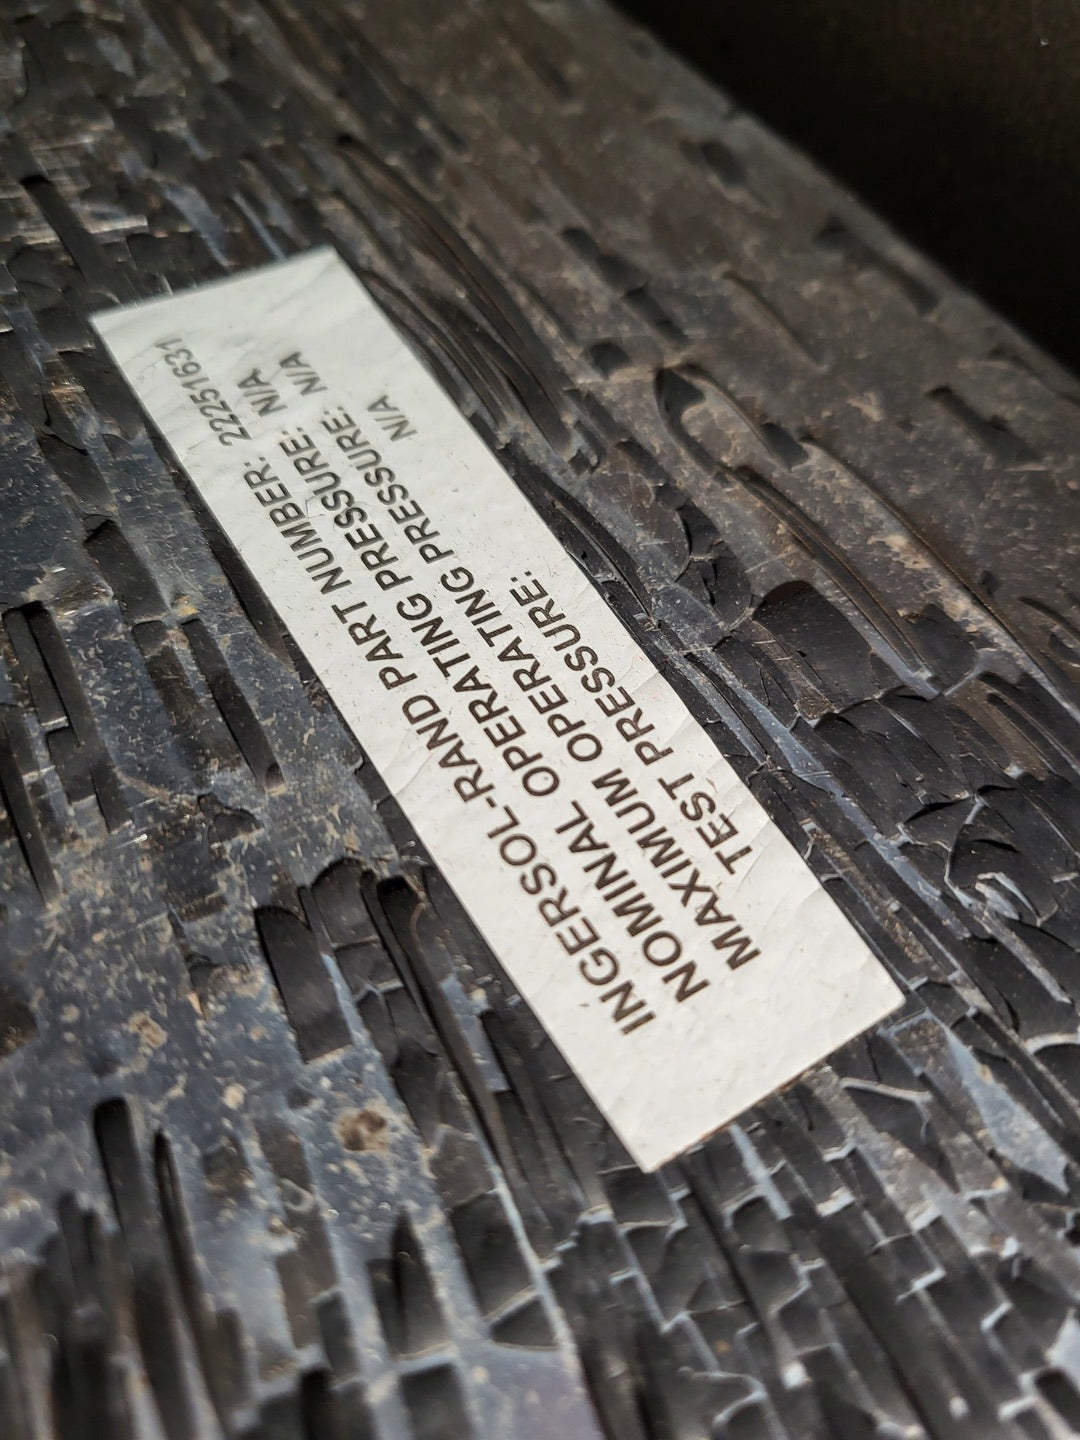 INGERSOL-RAND PART NUMBER: 22251631
NOMINAL OPERATING PRESSURE: N/A
MAXIMUM OPERATING PRESSURE: N/A
TEST PRESSURE: N/A